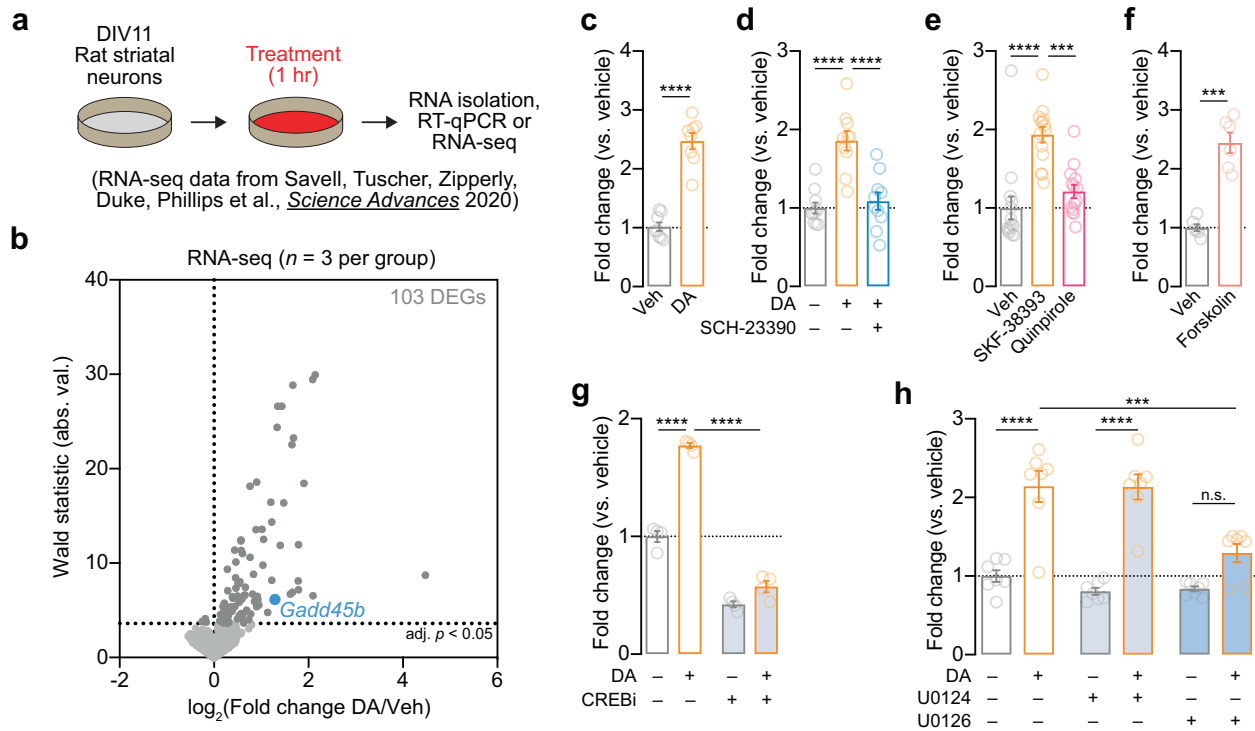 a
DIV11
Rat striatal
neurons
Treatment
(1 hr)
RNA isolation,
RT-qPCR or
RNA-seq
(RNA-seq data from Savell, Tuscher, Zipperly,
Duke, Phillips et al., Science Advances 2020)
b
RNA-seq (n = 3 per group)
103 DEGs
Wald statistic (abs. val.)
40
30
20
10
0
Gadd45b
adj. p < 0.05
-2
0
2
4
6
log2(Fold change DA/Veh)
c
Fold change (vs. vehicle)
4
3
2
1
0
****
Veh
DA
d
Fold change (vs. vehicle)
3
2
1
0
**** ****
DA – + +
SCH-23390 – – +
e
Fold change (vs. vehicle)
3
2
1
0
**** ***
Veh
SKF-38393
Quinpirole
f
Fold change (vs. vehicle)
4
3
2
1
0
***
Veh
Forskolin
g
Fold change (vs. vehicle)
2
1
0
**** ****
DA – + – +
CREBi – – + +
h
Fold change (vs. vehicle)
3
2
1
0
***
**** ****
n.s.
DA – + – + – +
U0124 – – + + – –
U0126 – – – – + +